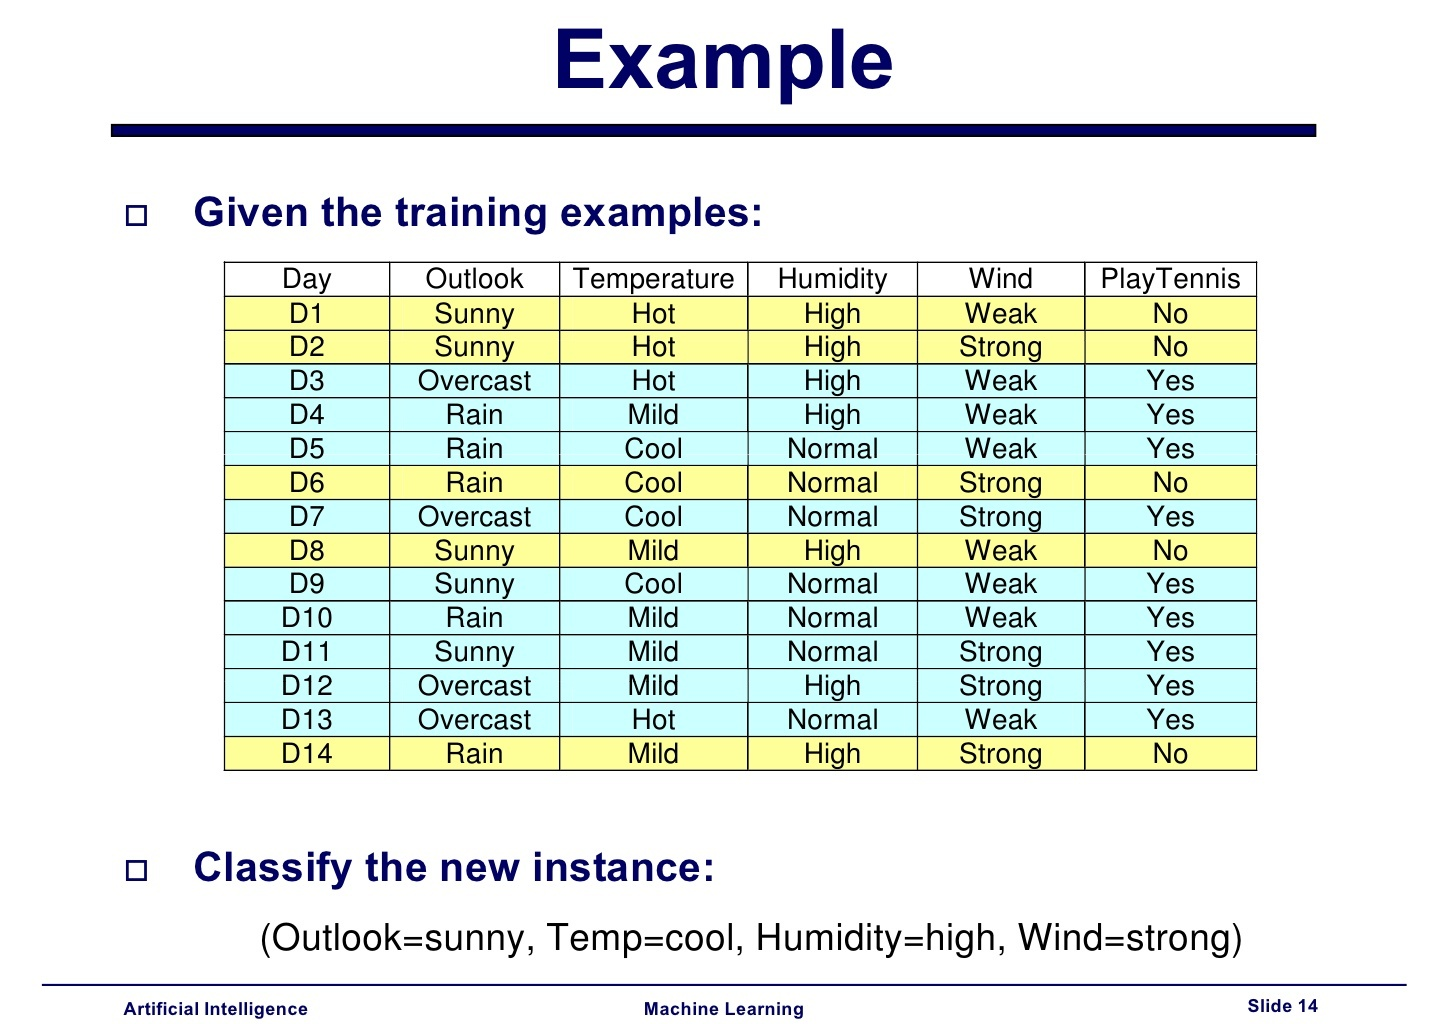 Example
Given the training examples:
Day Outlook Temperature Humidity Wind PlayTennis
D1 Sunny Hot High Weak No
D2 Sunny Hot High Strong No
D3 Overcast Hot High Weak Yes
D4 Rain Mild High Weak Yes
D5 Rain Cool Normal Weak Yes
D6 Rain Cool Normal Strong No
D7 Overcast Cool Normal Strong Yes
D8 Sunny Mild High Weak No
D9 Sunny Cool Normal Weak Yes
D10 Rain Mild Normal Weak Yes
D11 Sunny Mild Normal Strong Yes
D12 Overcast Mild High Strong Yes
D13 Overcast Hot Normal Weak Yes
D14 Rain Mild High Strong No
Classify the new instance:
(Outlook=sunny, Temp=cool, Humidity=high, Wind=strong)
Artificial Intelligence Machine Learning Slide 14